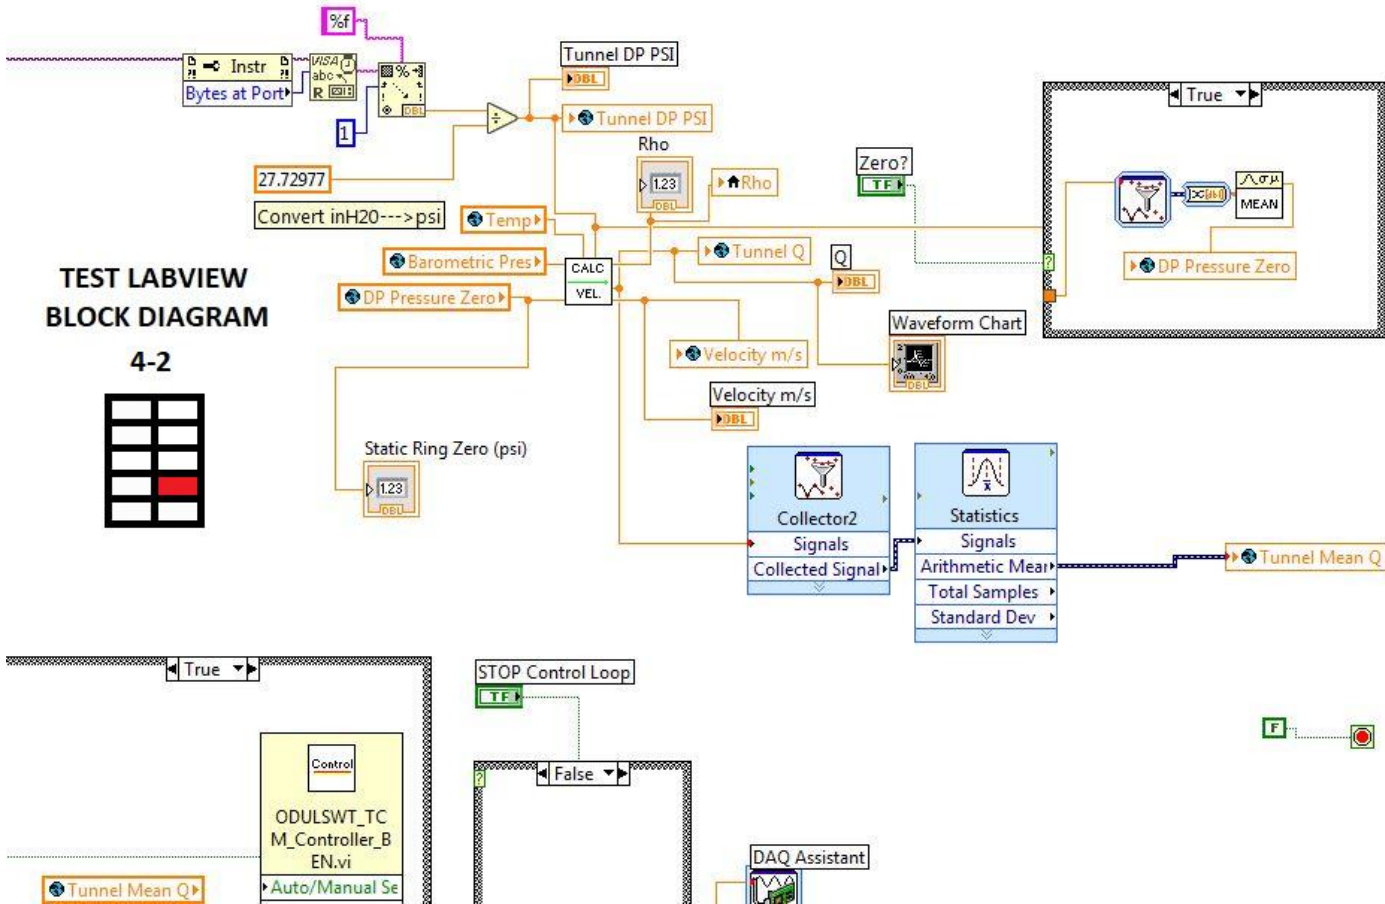 %f
Instr
Bytes at Port
VISA
abc
R
%
DBL
1
27.72977
Convert inH20--->psi
Tunnel DP PSI
DBL
Tunnel DP PSI
Rho
1.23
DBL
Rho
Temp
Barometric Pres
DP Pressure Zero
CALC
VEL.
Tunnel Q
Q
DBL
Zero?
TF
True
MEAN
DP Pressure Zero
Waveform Chart
DBL
Velocity m/s
Velocity m/s
DBL
TEST LABVIEW
BLOCK DIAGRAM
4-2
Static Ring Zero (psi)
1.23
DBL
Collector2
Signals
Collected Signal
Statistics
Signals
Arithmetic Mear
Total Samples
Standard Dev
Tunnel Mean Q
True
Control
ODULSWT_TC
M_Controller_B
EN.vi
Auto/Manual Se
Tunnel Mean Q
STOP Control Loop
TF
?
False
DAQ Assistant
F